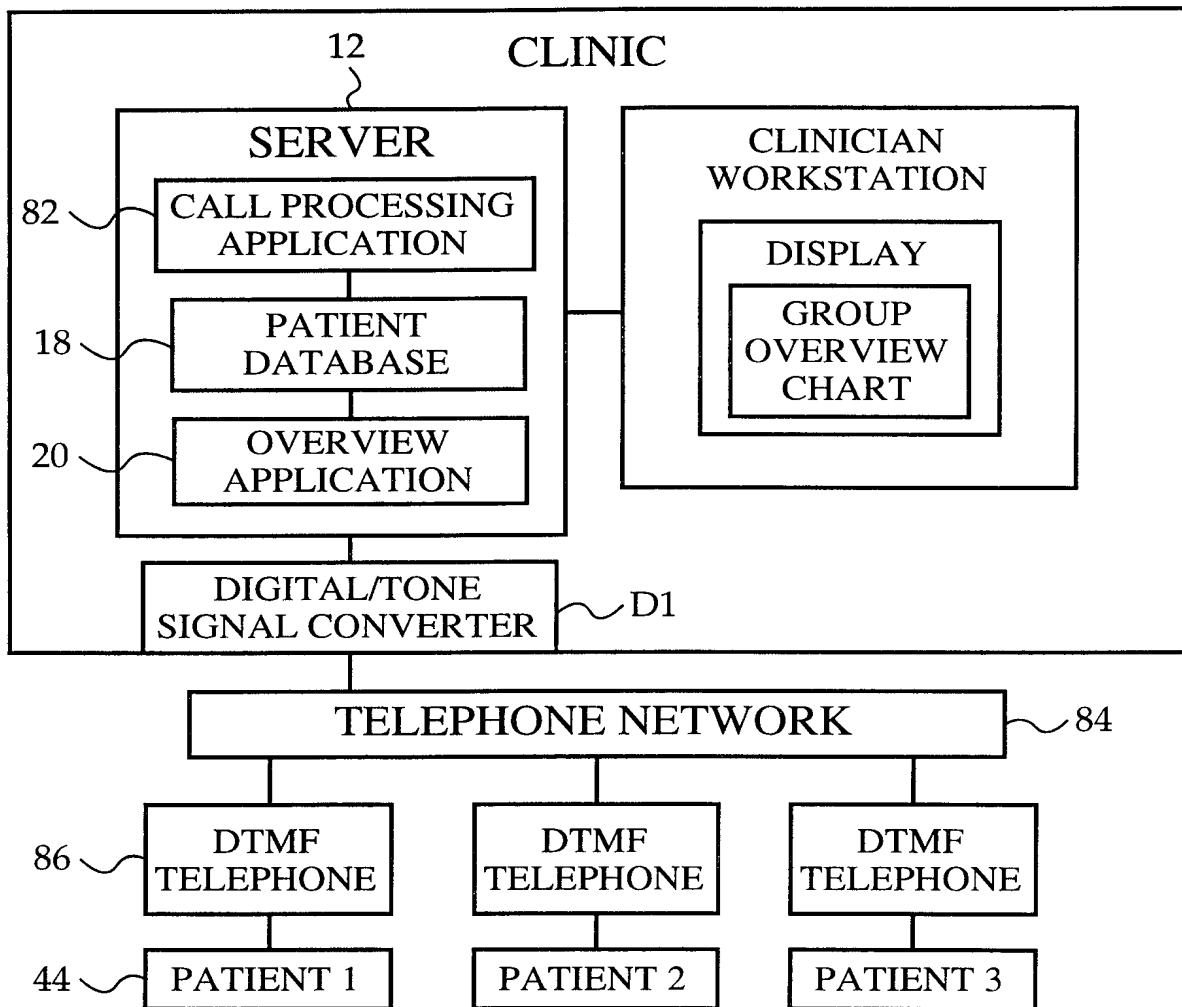 CLINIC
12
SERVER
82
CALL PROCESSING
APPLICATION
18
PATIENT
DATABASE
20
OVERVIEW
APPLICATION
CLINICIAN
WORKSTATION
DISPLAY
GROUP
OVERVIEW
CHART
DIGITAL/TONE
SIGNAL CONVERTER
D1
TELEPHONE NETWORK
84
86
DTMF
TELEPHONE
DTMF
TELEPHONE
DTMF
TELEPHONE
44
PATIENT 1
PATIENT 2
PATIENT 3